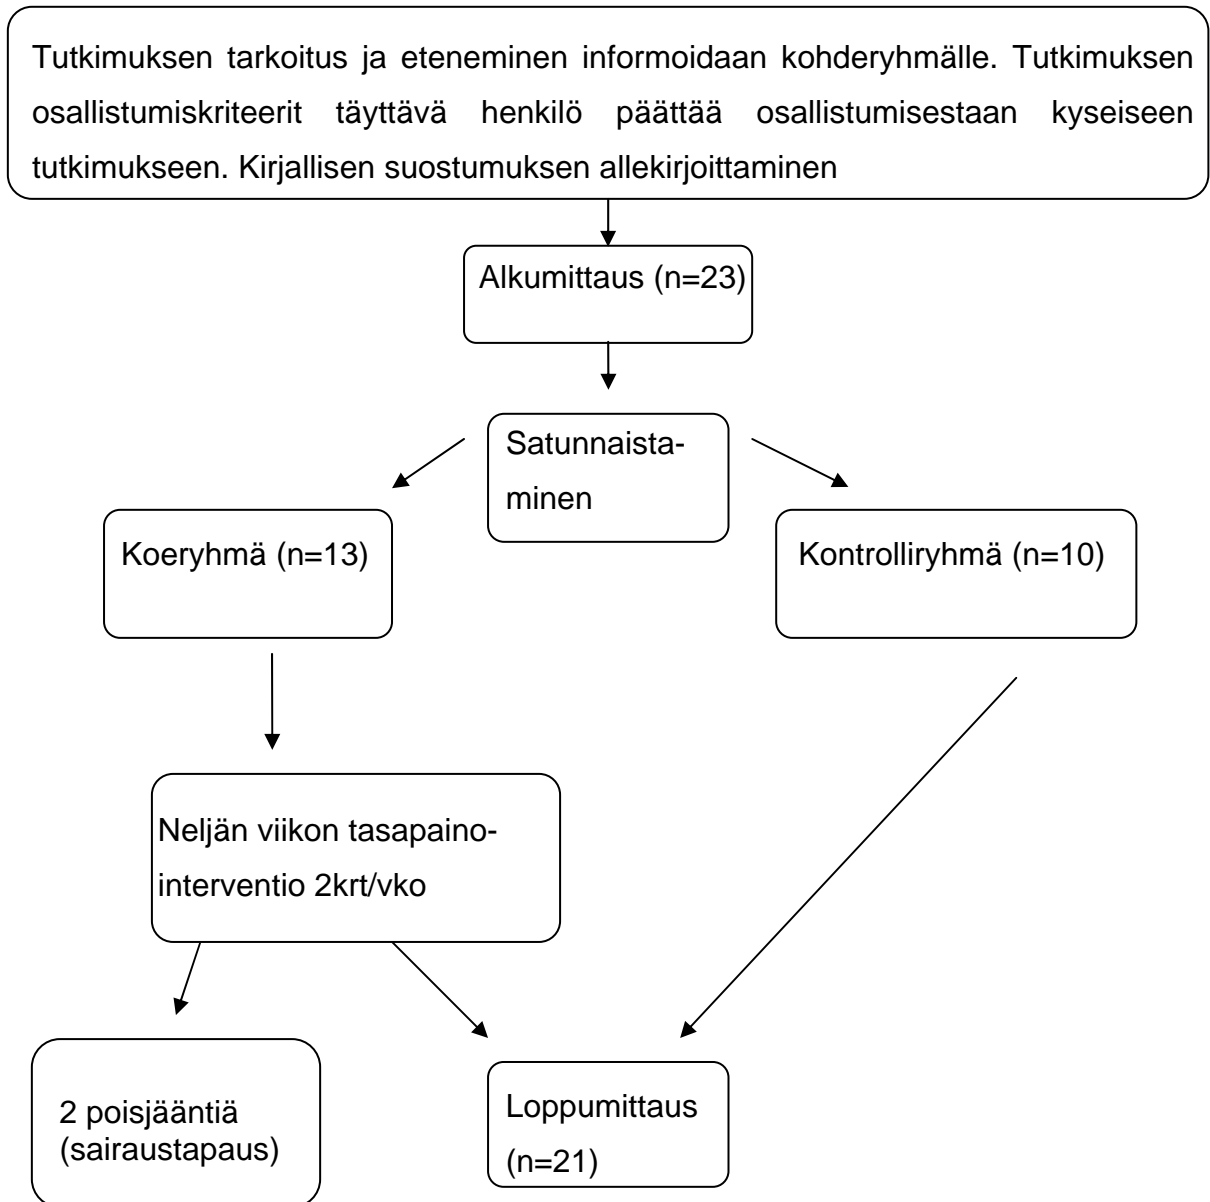 Tutkimuksen tarkoitus ja eteneminen informoidaan kohderyhmälle. Tutkimuksen
osallistumiskriteerit täyttävä henkilö päättää osallistumisestaan kyseiseen
tutkimukseen. Kirjallisen suostumuksen allekirjoittaminen
Alkumittaus (n=23)
Satunnaista-
minen
Koeryhmä (n=13)
Kontrolliryhmä (n=10)
Neljän viikon tasapaino-
interventio 2krt/vko
2 poisjääntiä
(sairaustapaus)
Loppumittaus
(n=21)